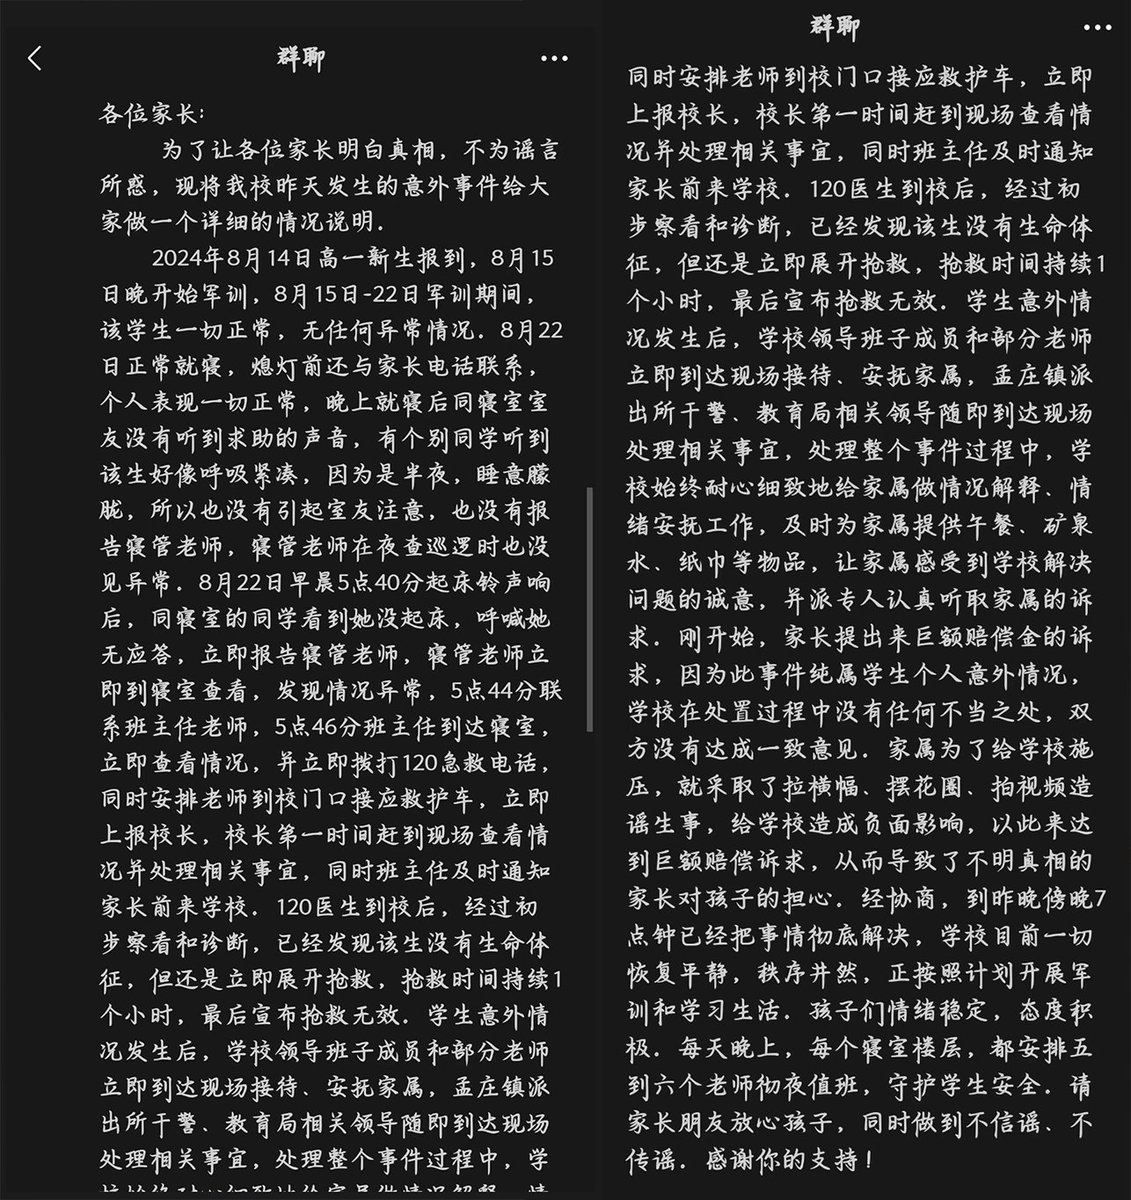 群聊
各位家长:
为了让各位家长明白真相，不为谣言
所惑，现将我校昨天发生的意外事件给大
家做一个详细的情况说明.
2024年8月14日高一新生报到，8月15
日晚开始军训，8月15日-22日军训期间，
该学生一切正常，无任何异常情况. 8月22
日正常就寝，熄灯前还与家长电话联系，
个人表现一切正常，晚上就寝后同寝室室
友没有听到求助的声音，有个别同学听到
该生好像呼吸紧凑，因为是半夜，睡意朦
胧，所以也没有引起室友注意，也没有报
告寝管老师，寝管老师在夜查巡逻时也没
见异常. 8月22日早晨5点40分起床铃声响
后，同寝室的同学看到她没起床，呼喊她
无应答，立即报告寝管老师，寝管老师立
即到寝室查看，发现情况异常，5点44分联
系班主任老师，5点46分班主任到达寝室，
立即查看情况，并立即拨打120急救电话，
同时安排老师到校门口接应救护车，立即
上报校长，校长第一时间赶到现场查看情
况并处理相关事宜，同时班主任及时通知
家长前来学校. 120医生到校后，经过初
步察看和诊断，已经发现该生没有生命体
征，但还是立即展开抢救，抢救时间持续1
个小时，最后宣布抢救无效. 学生意外情
况发生后，学校领导班子成员和部分老师
立即到达现场接待、安抚家属，孟庄镇派
出所干警、教育局相关领导随即到达现场
处理相关事宜，处理整个事件过程中，学
校始终耐心细致地给家属做情况解释、情
群聊
同时安排老师到校门口接应救护车，立即
上报校长，校长第一时间赶到现场查看情
况并处理相关事宜，同时班主任及时通知
家长前来学校. 120医生到校后，经过初
步察看和诊断，已经发现该生没有生命体
征，但还是立即展开抢救，抢救时间持续1
个小时，最后宣布抢救无效. 学生意外情
况发生后，学校领导班子成员和部分老师
立即到达现场接待、安抚家属，孟庄镇派
出所干警、教育局相关领导随即到达现场
处理相关事宜，处理整个事件过程中，学
校始终耐心细致地给家属做情况解释、情
绪安抚工作，及时为家属提供午餐、矿泉
水、纸巾等物品，让家属感受到学校解决
问题的诚意，并派专人认真听取家属的诉
求. 刚开始，家长提出来巨额赔偿金的诉
求，因为此事件纯属学生个人意外情况，
学校在处置过程中没有任何不当之处，双
方没有达成一致意见. 家属为了给学校施
压，就采取了拉横幅、摆花圈、拍视频造
谣生事，给学校造成负面影响，以此来达
到巨额赔偿诉求，从而导致了不明真相的
家长对孩子的担心. 经协商，到昨晚傍晚7
点钟已经把事情彻底解决，学校目前一切
恢复平静，秩序井然，正按照计划开展军
训和学习生活. 孩子们情绪稳定，态度积
极. 每天晚上，每个寝室楼层，都安排五
到六个老师彻夜值班，守护学生安全. 请
家长朋友放心孩子，同时做到不信谣、不
传谣. 感谢你的支持!